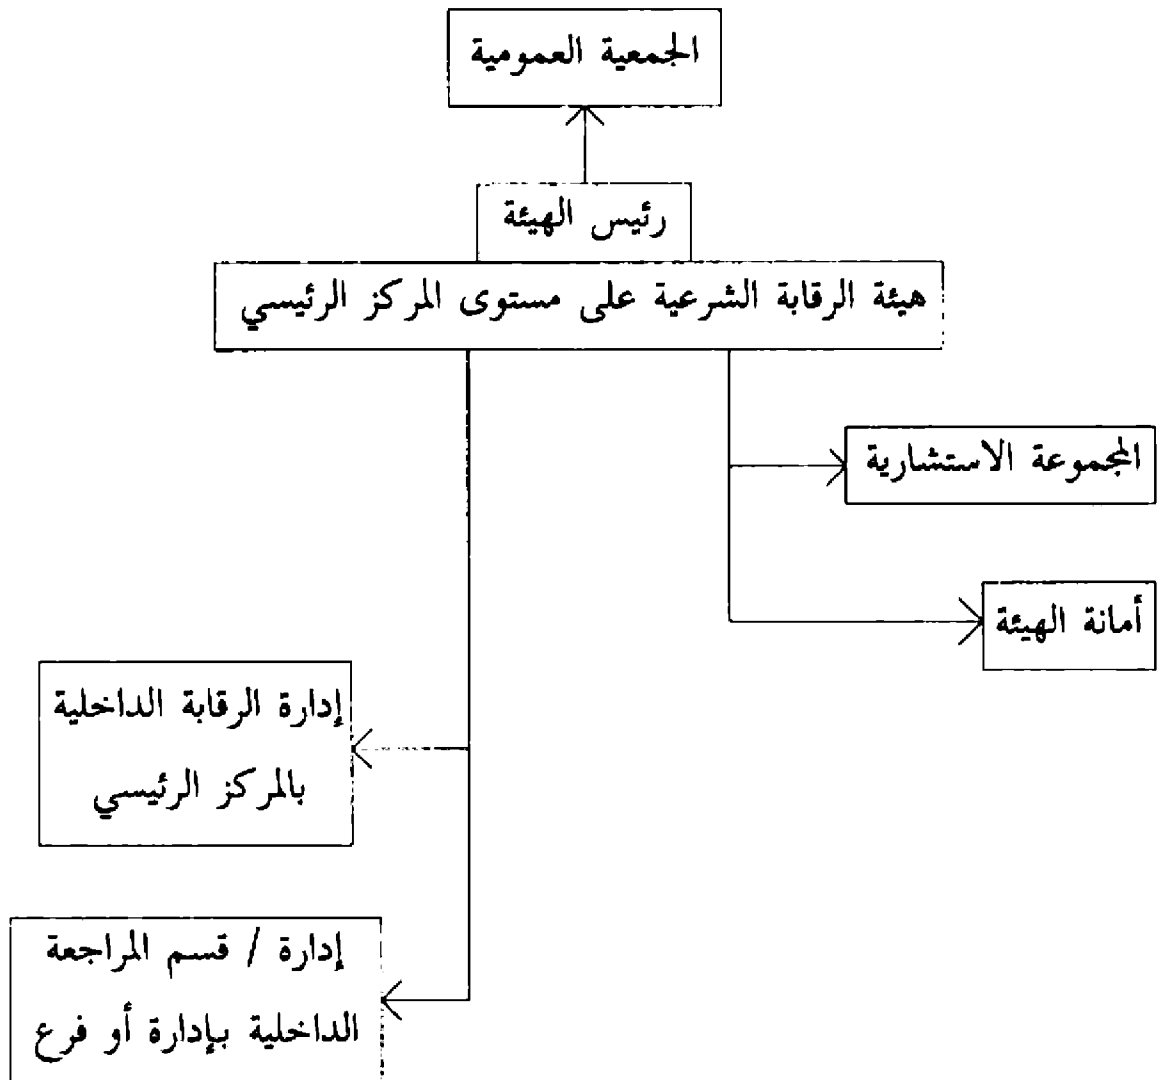 الجمعية العمومية
رئيس الهيئة
هيئة الرقابة الشرعية على مستوى المركز الرئيسي
المجموعة الاستشارية
أمانة الهيئة
إدارة الرقابة الداخلية
بالمركز الرئيسي
إدارة / قسم المراجعة
الداخلية بإدارة أو فرع